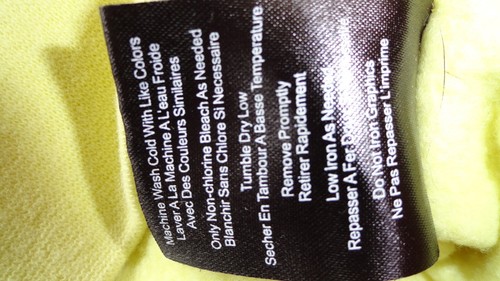 Machine Wash Cold With Like Colors
Laver A La Machine A L'eau Froide
Avec Des Couleurs Similaires
Only Non-chlorine Bleach As Needed
Blanchir Sans Chlore Si Necessaire
Tumble Dry Low
Secher En Tambour A Basse Temperature
Remove Promptly
Retirer Rapidement
Low Iron As Needed
Repasser A Fer
Do Not Iron Graphics
Ne Pas Repasser L'imprime